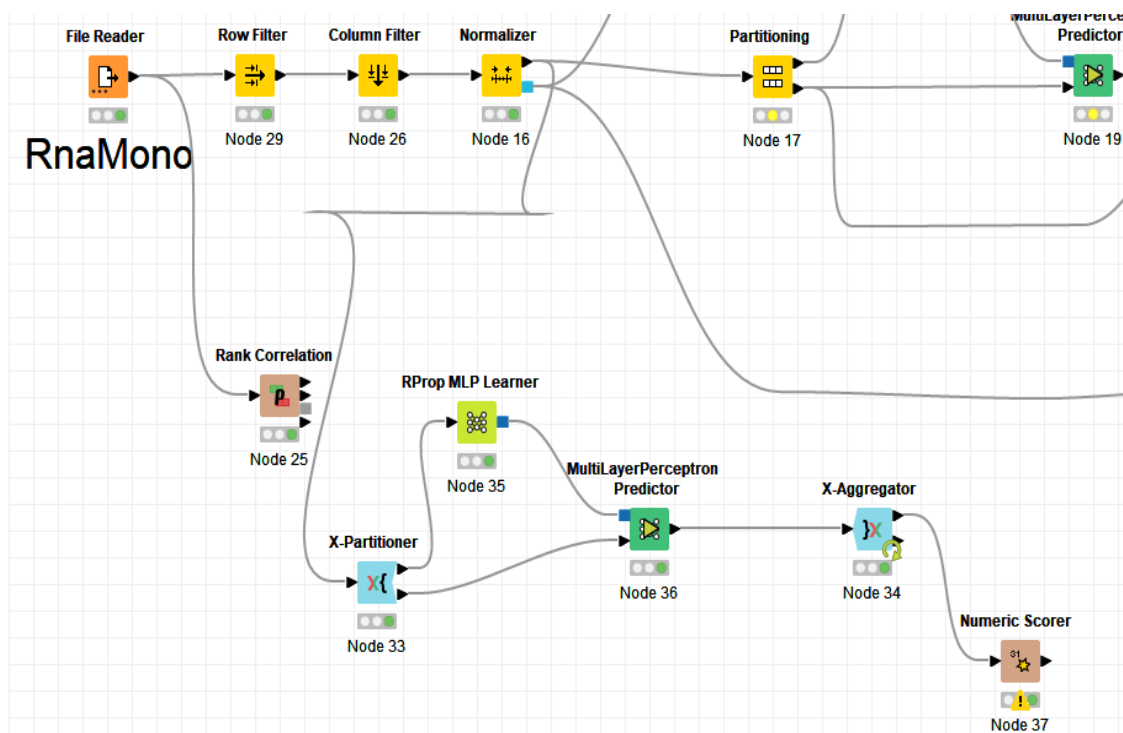 File Reader
Row Filter
Column Filter
Normalizer
Partitioning
MultiLayerPerce
Predictor
Node 29
Node 26
Node 16
Node 17
Node 19
RnaMono
Rank Correlation
Node 25
RProp MLP Learner
Node 35
MultiLayerPerceptron
Predictor
Node 36
X-Aggregator
Node 34
X-Partitioner
Node 33
Numeric Scorer
Node 37